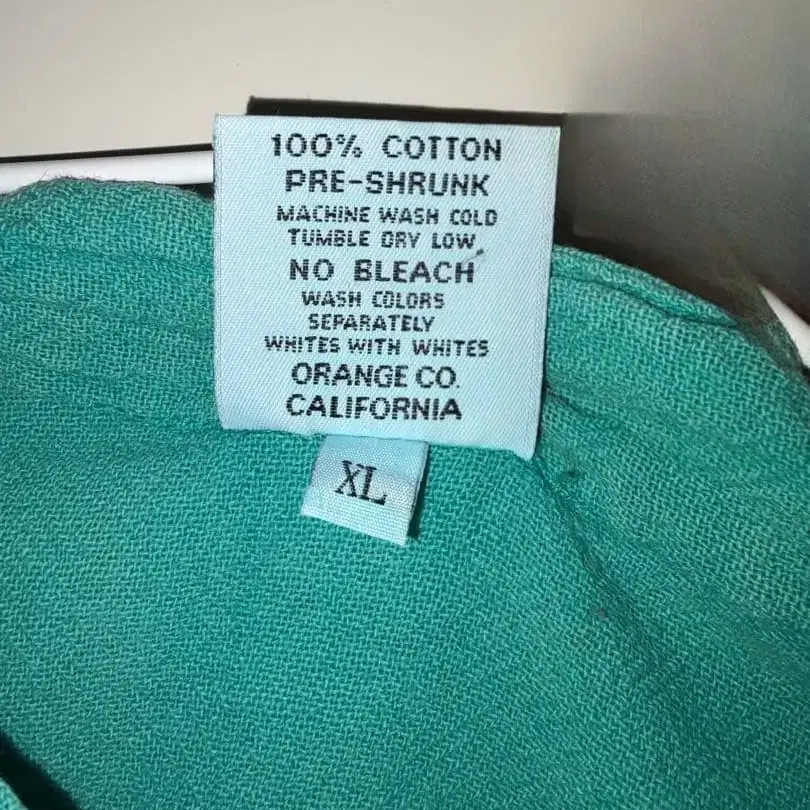 100% COTTON
PRE-SHRUNK
MACHINE WASH COLD
TUMBLE DRY LOW
NO BLEACH
WASH COLORS
SEPARATELY
WHITES WITH WHITES
ORANGE CO.
CALIFORNIA
XL